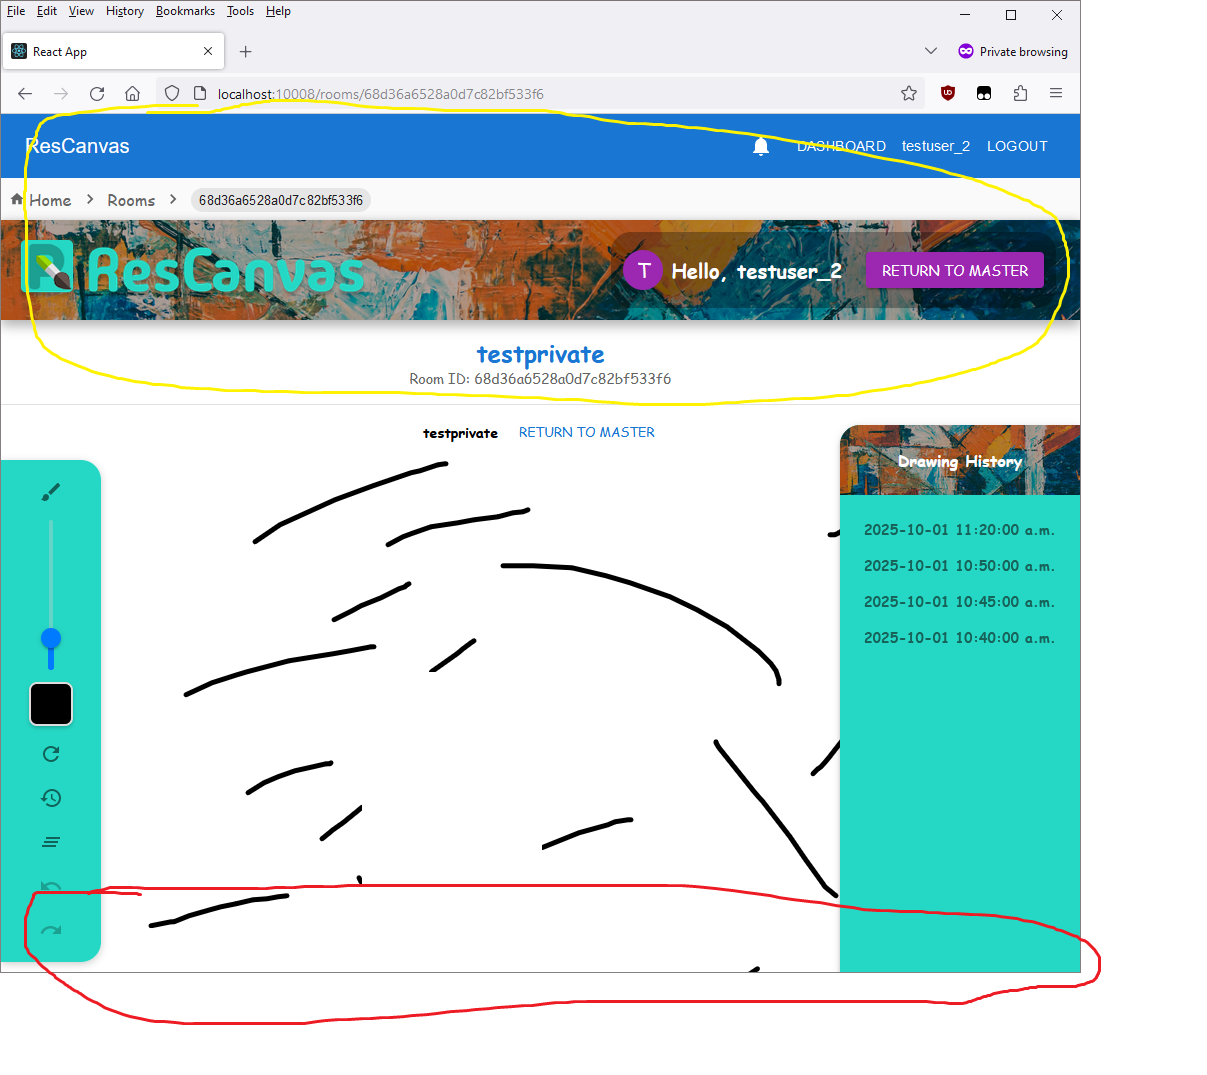 File Edit View History Bookmarks Tools Help
React App
Private browsing
localhost:10008/rooms/68d36a6528a0d7c82bf533f6
ResCanvas
DASHBOARD testuser_2 LOGOUT
Home Rooms 68d36a6528a0d7c82bf533f6
ResCanvas
T Hello, testuser_2 RETURN TO MASTER
testprivate
Room ID: 68d36a6528a0d7c82bf533f6
testprivate RETURN TO MASTER
Drawing History
2025-10-01 11:20:00 a.m.
2025-10-01 10:50:00 a.m.
2025-10-01 10:45:00 a.m.
2025-10-01 10:40:00 a.m.